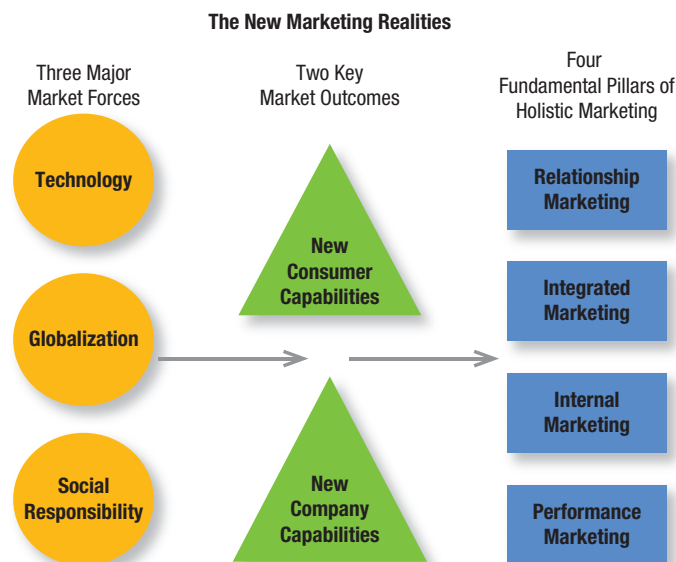 The New Marketing Realities
Three Major
Market Forces
Technology
Globalization
Social
Responsibility
Two Key
Market Outcomes
New
Consumer
Capabilities
New
Company
Capabilities
Four
Fundamental Pillars of
Holistic Marketing
Relationship
Marketing
Integrated
Marketing
Internal
Marketing
Performance
Marketing